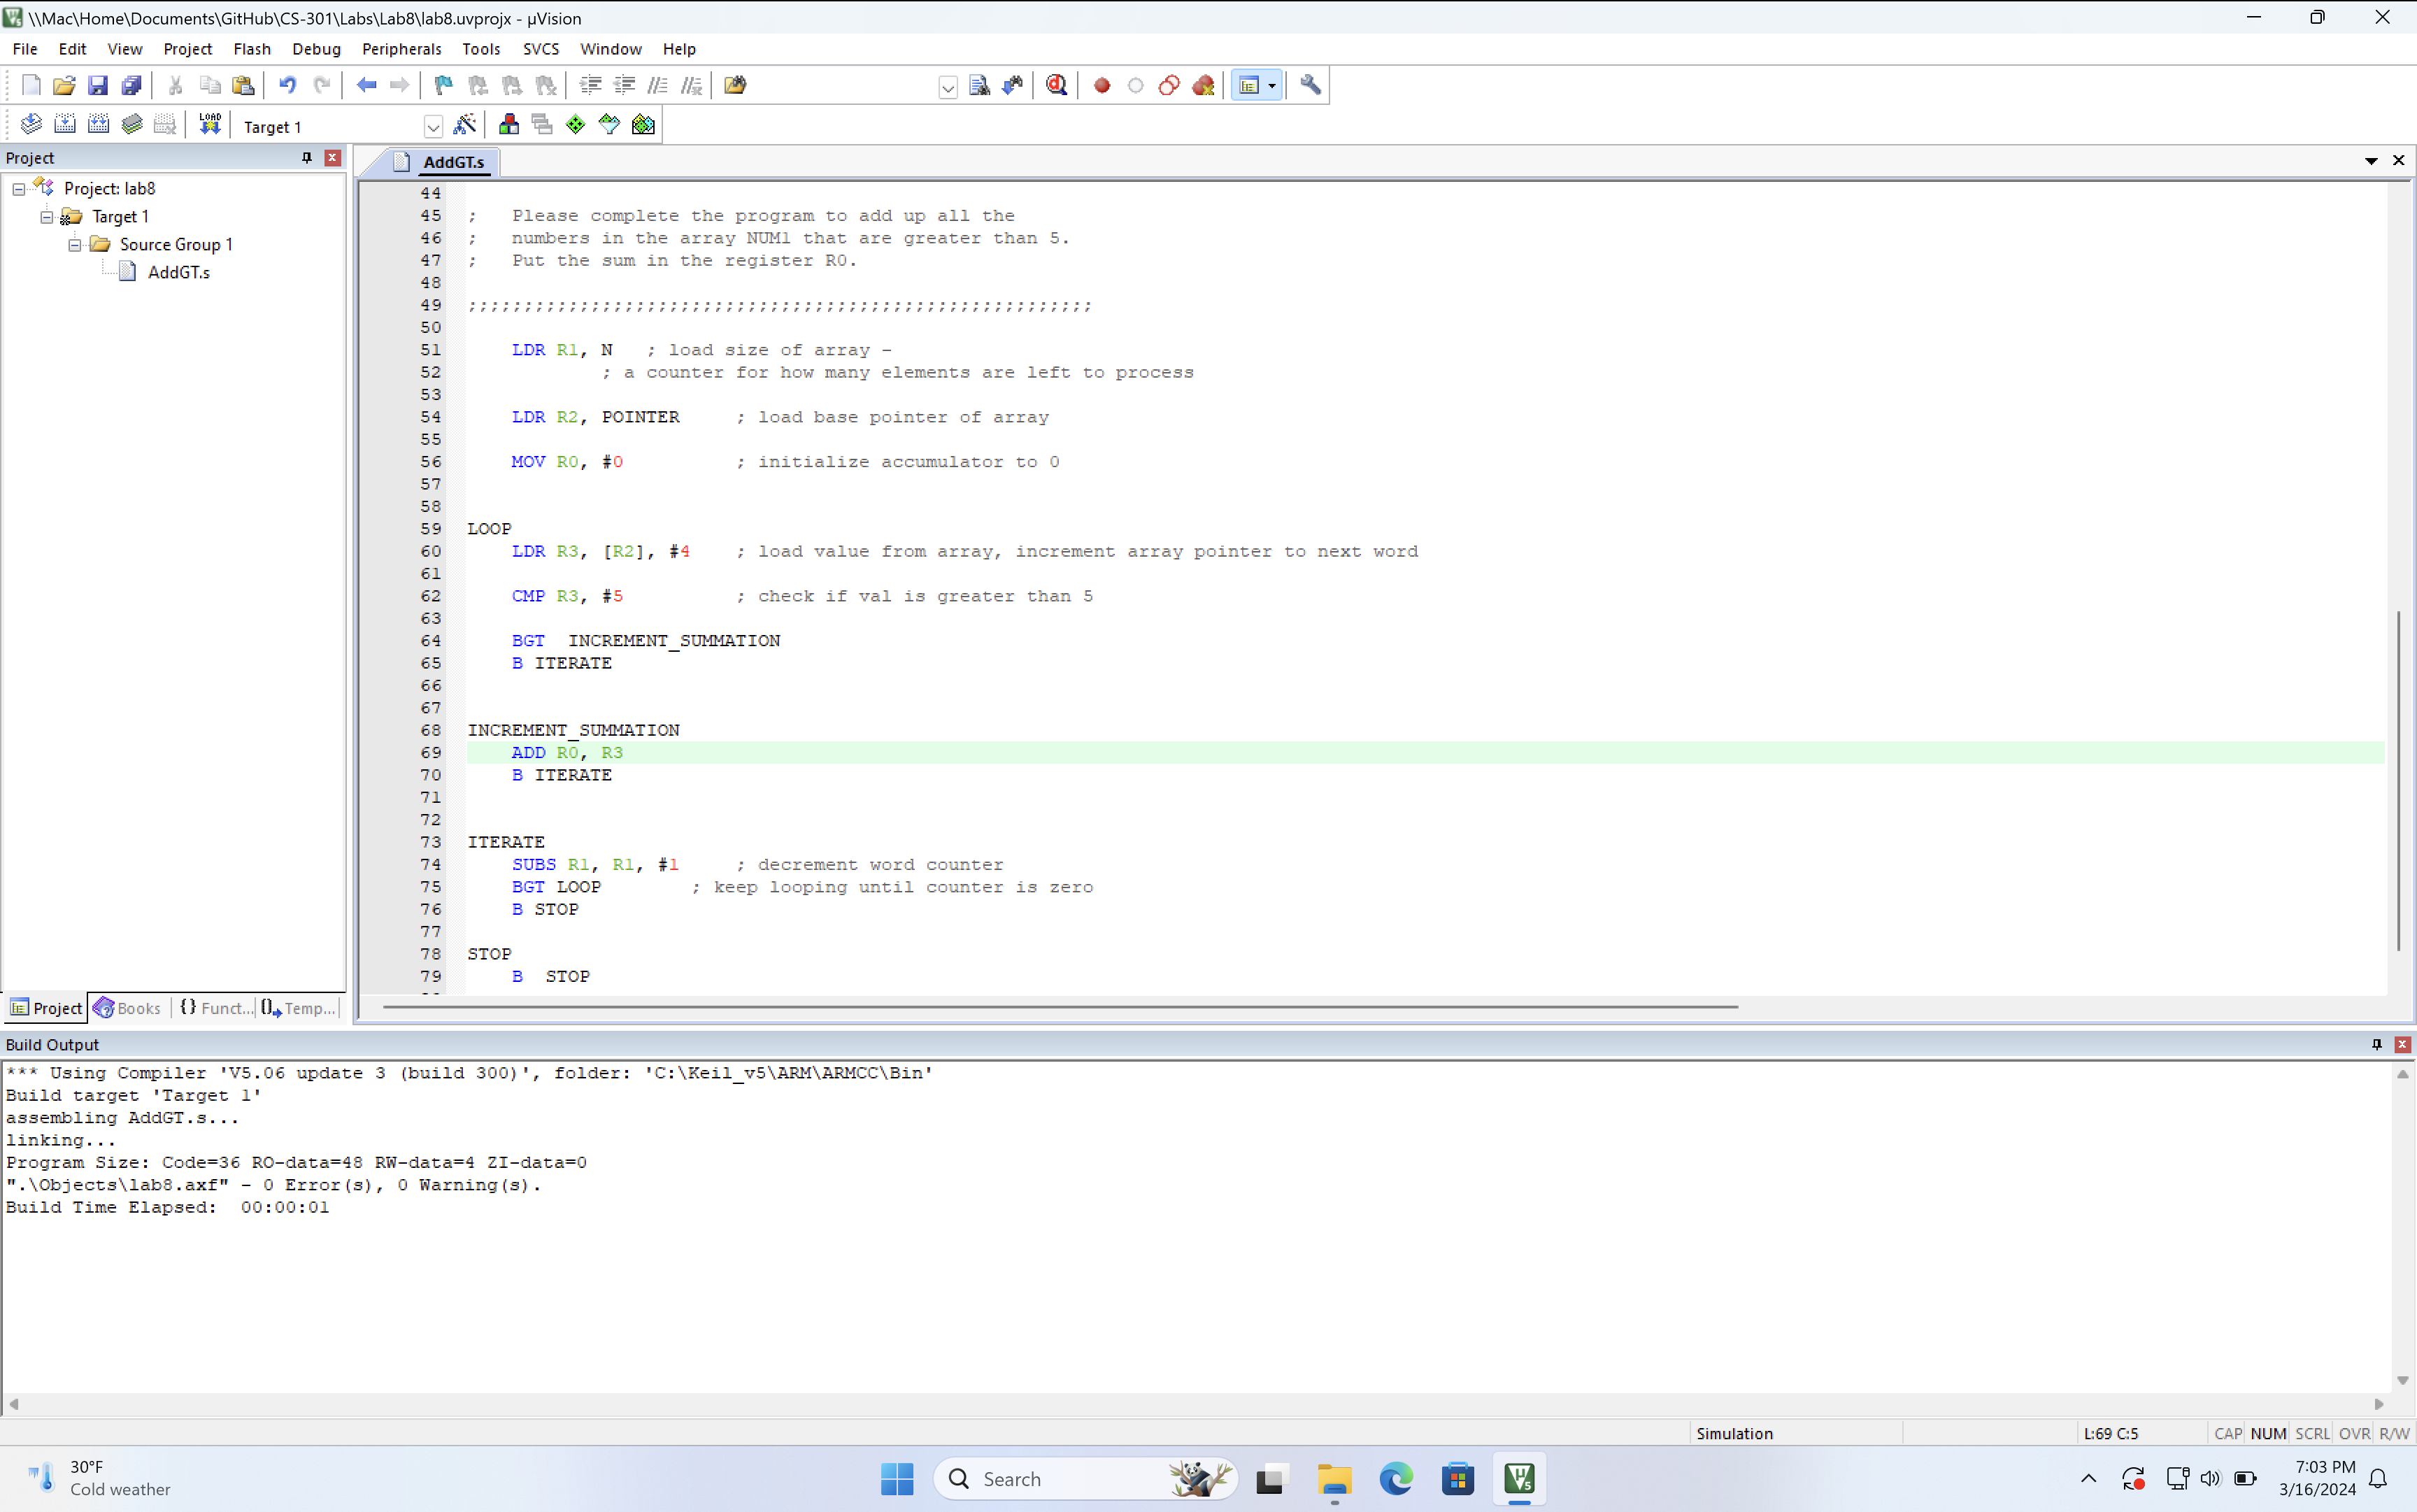 \\Mac\Home\Documents\GitHub\CS-301\Labs\Lab8\lab8.uvprojx - µVision
File Edit View Project Flash Debug Peripherals Tools SVCS Window Help
LOAD
Target 1
Project
Project: lab8
Target 1
Source Group 1
AddGT.s
Project Books {} Funct... Temp...
AddGT.s
44
45 ; Please complete the program to add up all the
46 ; numbers in the array NUM1 that are greater than 5.
47 ; Put the sum in the register R0.
48
49 ;;;;;;;;;;;;;;;;;;;;;;;;;;;;;;;;;;;;;;;;;;;;;;;;;;;;;;;;
50
51 LDR R1, N ; load size of array -
52 ; a counter for how many elements are left to process
53
54 LDR R2, POINTER ; load base pointer of array
55
56 MOV R0, #0 ; initialize accumulator to 0
57
58
59 LOOP
60 LDR R3, [R2], #4 ; load value from array, increment array pointer to next word
61
62 CMP R3, #5 ; check if val is greater than 5
63
64 BGT INCREMENT_SUMMATION
65 B ITERATE
66
67
68 INCREMENT_SUMMATION
69 ADD R0, R3
70 B ITERATE
71
72
73 ITERATE
74 SUBS R1, R1, #1 ; decrement word counter
75 BGT LOOP ; keep looping until counter is zero
76 B STOP
77
78 STOP
79 B STOP
Build Output
*** Using Compiler 'V5.06 update 3 (build 300)', folder: 'C:\Keil_v5\ARM\ARMCC\Bin'
Build target 'Target 1'
assembling AddGT.s...
linking...
Program Size: Code=36 RO-data=48 RW-data=4 ZI-data=0
".\Objects\lab8.axf" - 0 Error(s), 0 Warning(s).
Build Time Elapsed: 00:00:01
Simulation L:69 C:5 CAP NUM SCRL OVR R/W
30°F
Cold weather
Search
7:03 PM
3/16/2024